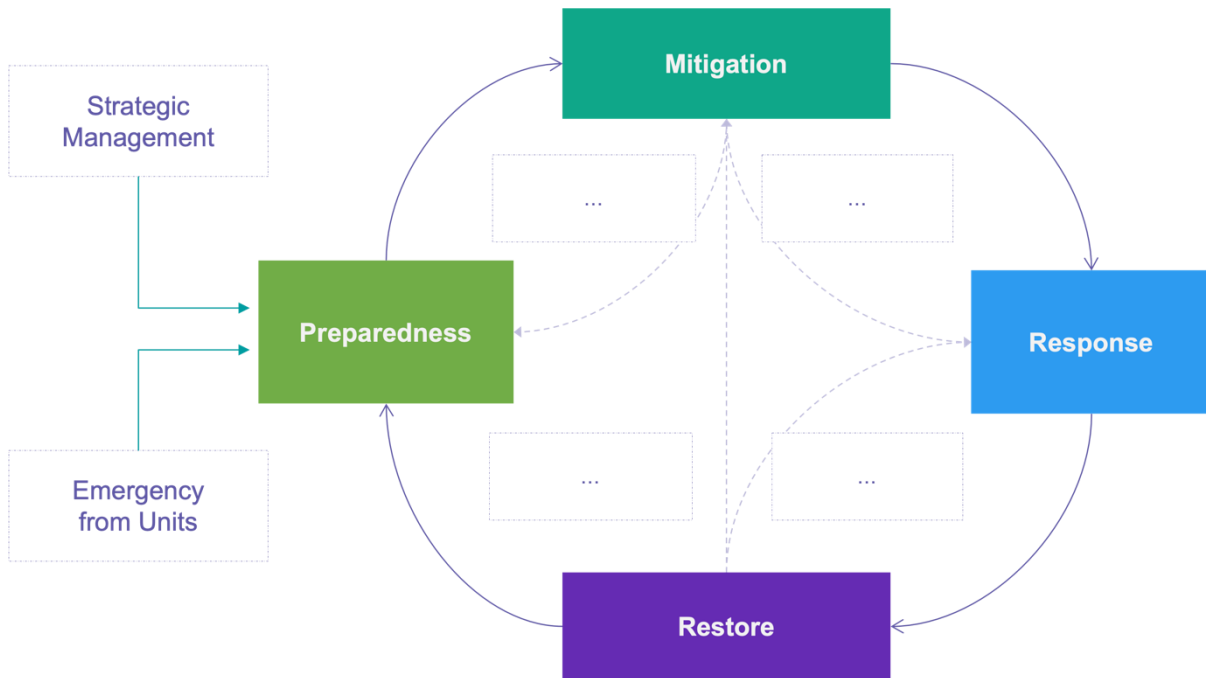 Mitigation
Strategic
Management
...
...
Preparedness
Response
...
...
Emergency
from Units
Restore